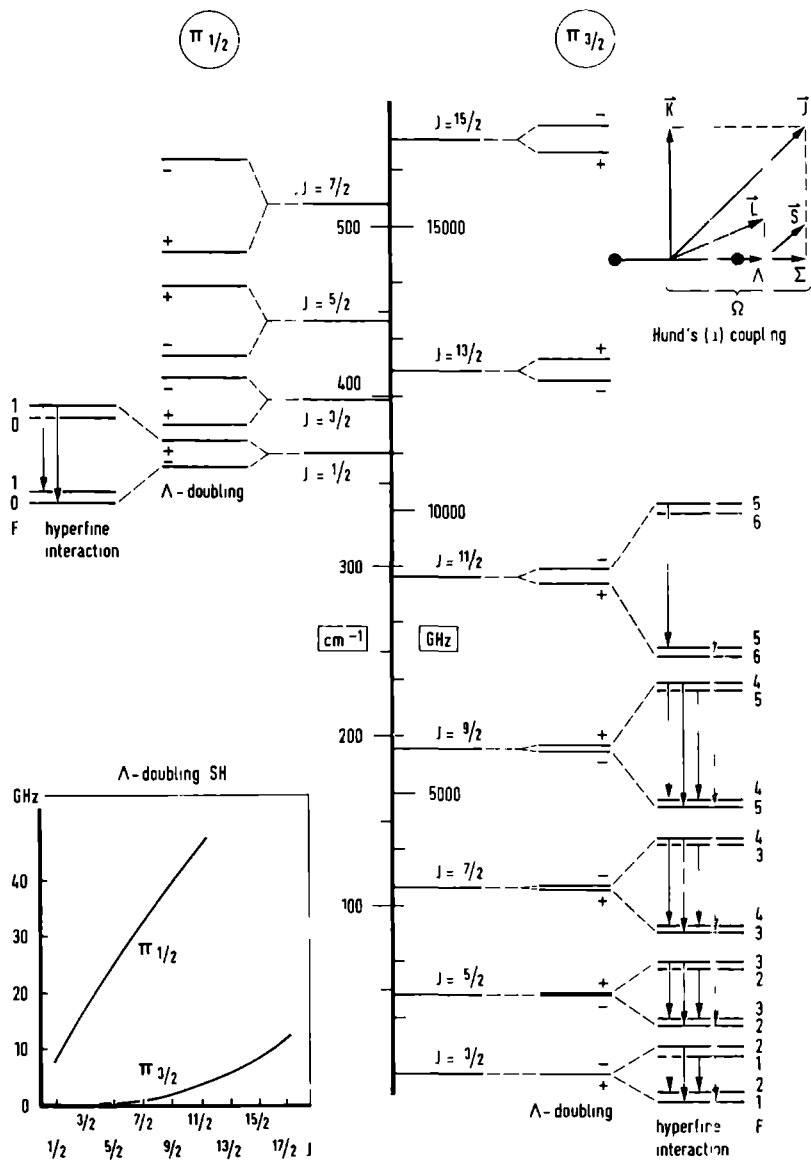 π 1/2
π 3/2
J = 7/2
-
+
J = 5/2
+
-
J = 3/2
-
+
J = 1/2
+
-
Λ-doubling
1
0
1
0
F
hyperfine
interaction
500
400
300
200
100
cm⁻¹
15000
10000
5000
GHz
J = 15/2
-
+
J = 13/2
+
-
J = 11/2
-
+
5
6
5
6
J = 9/2
+
-
4
5
4
5
J = 7/2
-
+
4
3
4
3
J = 5/2
+
-
3
2
3
2
J = 3/2
-
+
2
1
2
1
Λ-doubling
hyperfine
interaction
F
K
J
L
S
Λ
Σ
Ω
Hund's (a) coupling
Λ-doubling SH
GHz
40
30
20
10
0
π 1/2
π 3/2
3/2 7/2 11/2 15/2
1/2 5/2 9/2 13/2 17/2 J